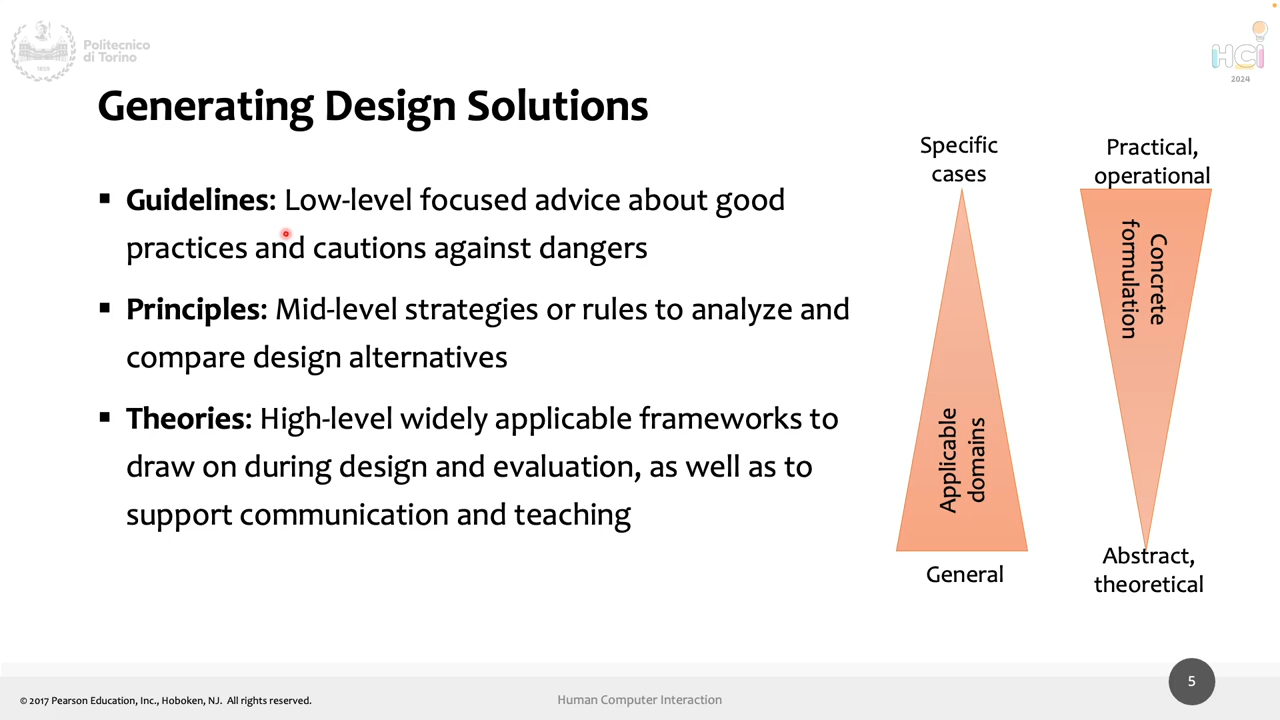 Politecnico
di Torino
1859
HCI
2024
Generating Design Solutions
▪ Guidelines: Low-level focused advice about good
practices and cautions against dangers
▪ Principles: Mid-level strategies or rules to analyze and
compare design alternatives
▪ Theories: High-level widely applicable frameworks to
draw on during design and evaluation, as well as to
support communication and teaching
Specific
cases
Applicable
domains
General
Practical,
operational
Concrete
formulation
Abstract,
theoretical
© 2017 Pearson Education, Inc., Hoboken, NJ. All rights reserved.
Human Computer Interaction
5